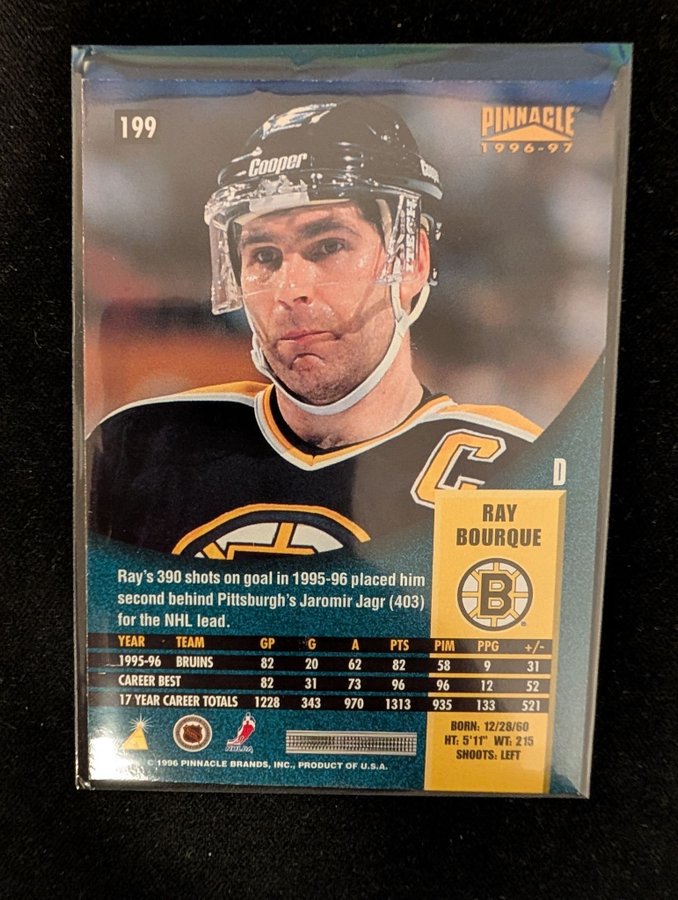 199
PINNACLE
1996-97
Cooper
TECH
C
D
RAY
BOURQUE
B
Ray's 390 shots on goal in 1995-96 placed him
second behind Pittsburgh's Jaromir Jagr (403)
for the NHL lead.
YEAR TEAM GP G A PTS PIM PPG +/-
1995-96 BRUINS 82 20 62 82 58 9 31
CAREER BEST 82 31 73 96 96 12 52
17 YEAR CAREER TOTALS 1228 343 970 1313 935 133 521
BORN: 12/28/60
HT: 5'11" WT: 215
SHOOTS: LEFT
NHLPA
© 1996 PINNACLE BRANDS, INC., PRODUCT OF U.S.A.